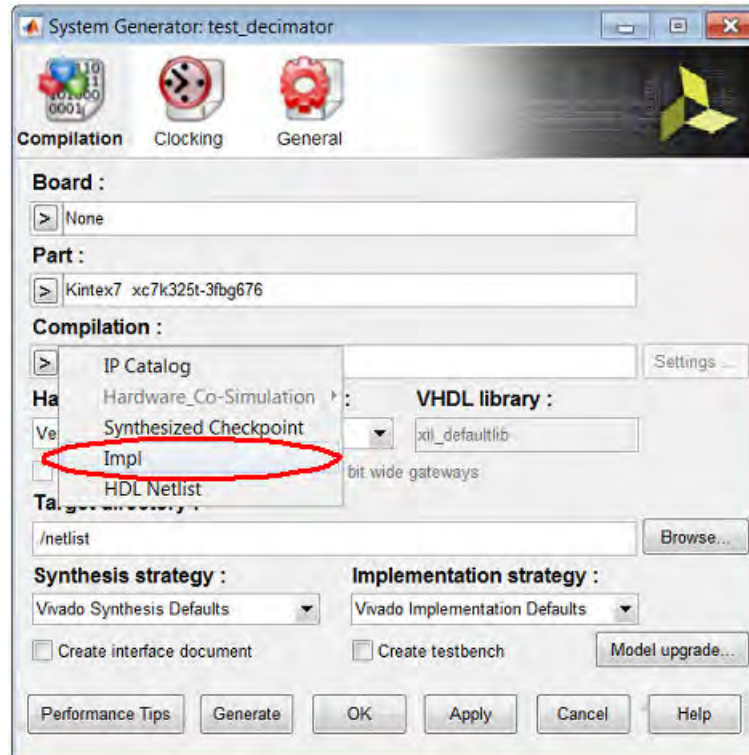 System Generator: test_decimator
Compilation
Clocking
General
Board :
> None
Part :
> Kintex7 xc7k325t-3fbg676
Compilation :
>
IP Catalog
Settings ...
Ha
Hardware_Co-Simulation
:
VHDL library :
Ve
Synthesized Checkpoint
xil_defaultlib
Impl
bit wide gateways
HDL Netlist
/netlist
Browse...
Synthesis strategy :
Implementation strategy :
Vivado Synthesis Defaults
Vivado Implementation Defaults
Create interface document
Create testbench
Model upgrade...
Performance Tips
Generate
OK
Apply
Cancel
Help